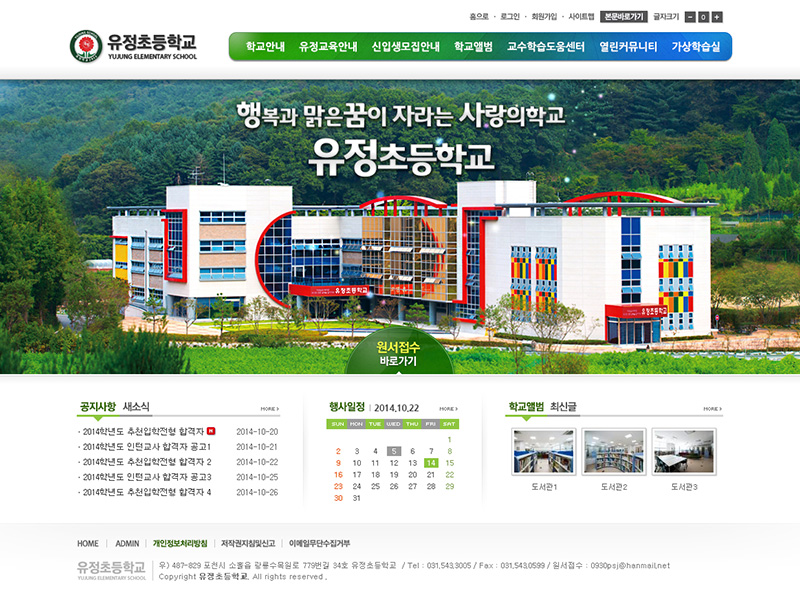 홈으로 · 로그인 · 회원가입 · 사이트맵 본문바로가기 글자크기 - 0 +
유정초등학교
YUJUNG ELEMENTARY SCHOOL
학교안내 유정교육안내 신입생모집안내 학교앨범 교수학습도움센터 열린커뮤니티 가상학습실
행복과 맑은꿈이 자라는 사랑의학교
유정초등학교
유정초등학교
유정초등학교
원서접수
바로가기
공지사항 새소식 MORE >
· 2014학년도 추천입학전형 합격자 N 2014-10-20
· 2014학년도 인턴교사 합격자 공고1 2014-10-21
· 2014학년도 추천입학전형 합격자 2 2014-10-22
· 2014학년도 인턴교사 합격자 공고3 2014-10-25
· 2014학년도 추천입학전형 합격자 4 2014-10-26
행사일정 2014,10,22 MORE >
SUN MON TUE WED THU FRI SAT
1
2 3 4 5 6 7 8
9 10 11 12 13 14 15
16 17 18 19 20 21 22
23 24 25 26 27 28 29
30 31
학교앨범 최신글 MORE >
도서관1 도서관2 도서관3
HOME | ADMIN | 개인정보처리방침 | 저작권지침및신고 | 이메일무단수집거부
유정초등학교
YUJUNG ELEMENTARY SCHOOL
우) 487-829 포천시 소흘읍 광릉수목원로 779번길 34호 유정초등학교 / Tel : 031,543,3005 / Fax : 031,543,0599 / 원서접수 : 0930psj@hanmail,net
Copyright 유정초등학교, All rights reserved ,